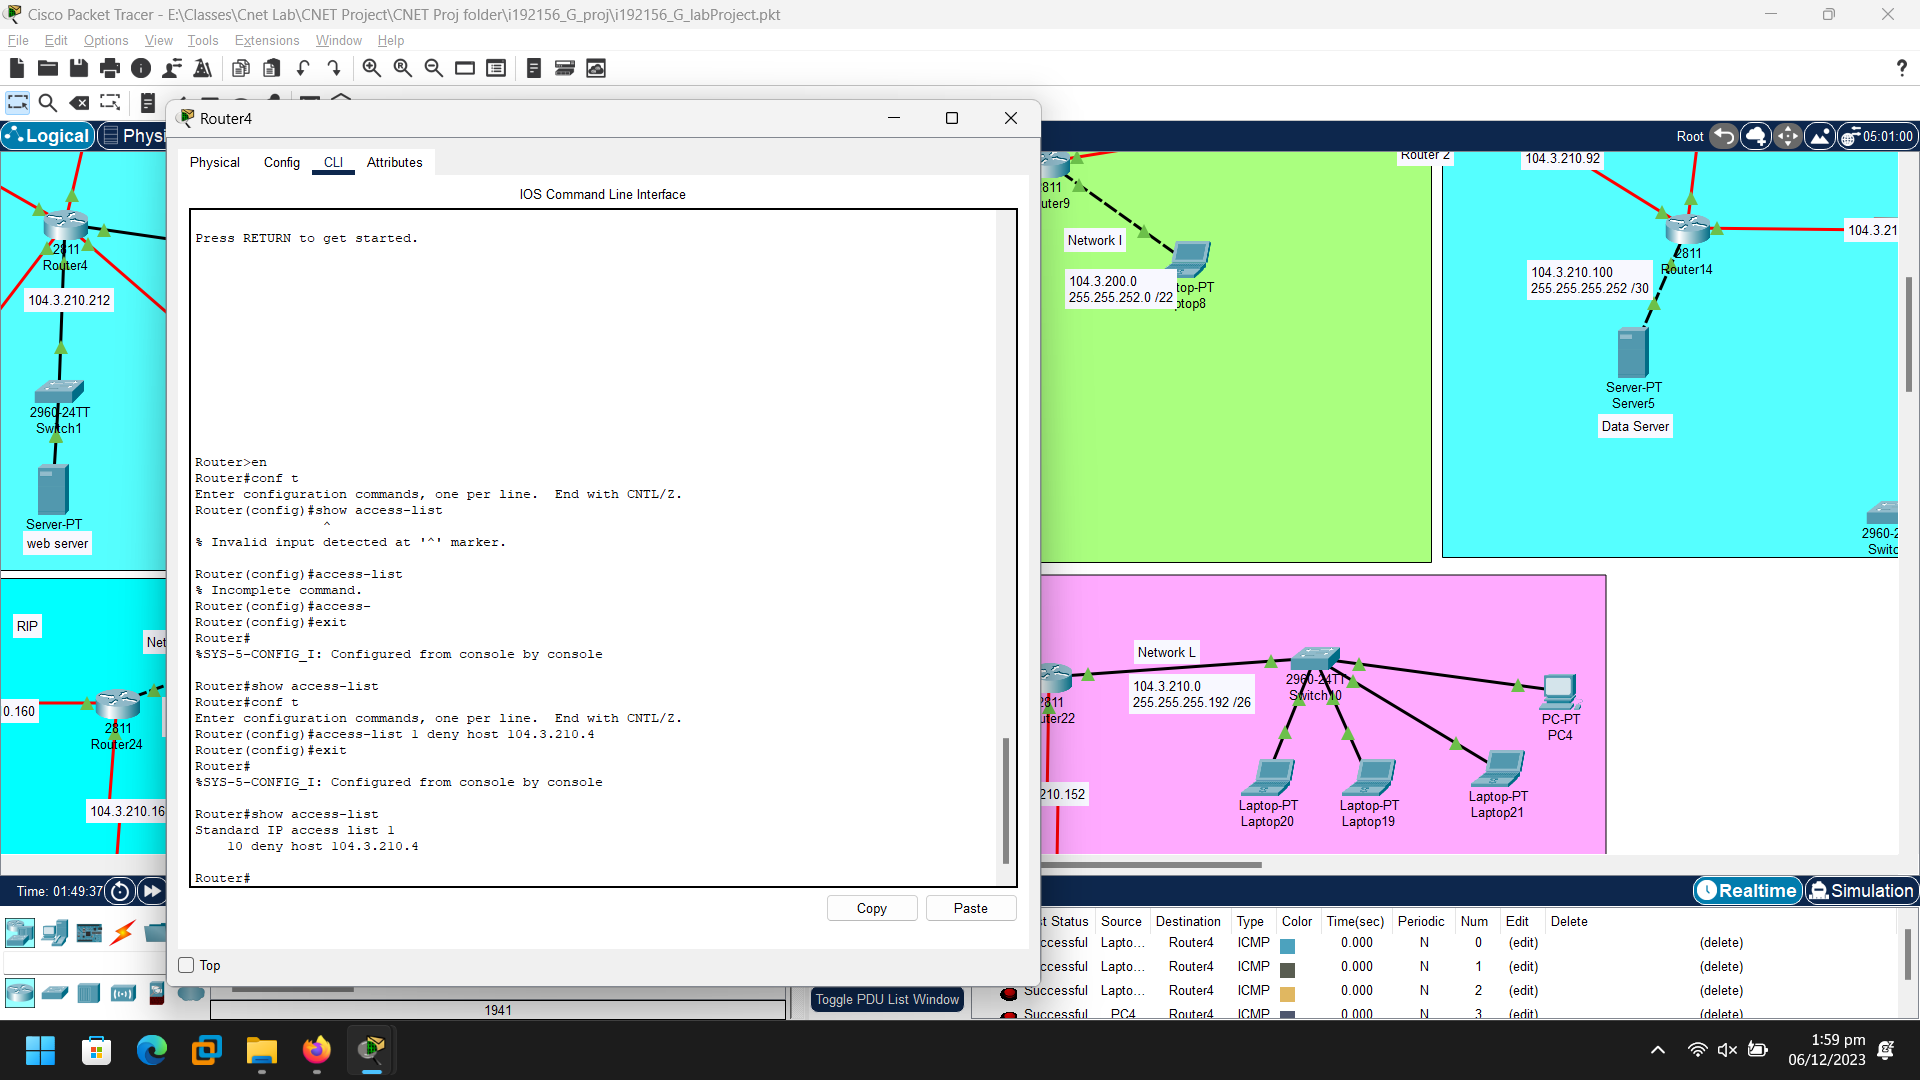 Cisco Packet Tracer - E:\Classes\Cnet Lab\CNET Project\CNET Proj folder\i192156_G_proj\i192156_G_labProject.pkt
File Edit Options View Tools Extensions Window Help
?
Logical
Physi
Root
05:01:00
Router4
Physical Config CLI Attributes
IOS Command Line Interface
Press RETURN to get started.
Router>en
Router#conf t
Enter configuration commands, one per line.  End with CNTL/Z.
Router(config)#show access-list
^
% Invalid input detected at '^' marker.
Router(config)#access-list
% Incomplete command.
Router(config)#access-
Router(config)#exit
Router#
%SYS-5-CONFIG_I: Configured from console by console
Router#show access-list
Router#conf t
Enter configuration commands, one per line.  End with CNTL/Z.
Router(config)#access-list 1 deny host 104.3.210.4
Router(config)#exit
Router#
%SYS-5-CONFIG_I: Configured from console by console
Router#show access-list
Standard IP access list 1
10 deny host 104.3.210.4
Router#
Copy
Paste
Top
2811
Router4
104.3.210.212
2960-24TT
Switch1
Server-PT
web server
RIP
Net
0.160
2811
Router24
104.3.210.16
811
uter9
Router 2
Network I
104.3.200.0
255.255.252.0 /22
top-PT
ptop8
104.3.210.92
104.3.21
2811
Router14
104.3.210.100
255.255.255.252 /30
Server-PT
Server5
Data Server
2960-2
Switc
Network L
104.3.210.0
255.255.255.192 /26
2811
uter22
210.152
2960-24TT
Switch10
PC-PT
PC4
Laptop-PT
Laptop20
Laptop-PT
Laptop19
Laptop-PT
Laptop21
Time: 01:49:37
Realtime
Simulation
t Status Source Destination Type Color Time(sec) Periodic Num Edit Delete
ccessful Lapto... Router4 ICMP 0.000 N 0 (edit) (delete)
ccessful Lapto... Router4 ICMP 0.000 N 1 (edit) (delete)
Successful Lapto... Router4 ICMP 0.000 N 2 (edit) (delete)
Successful PC4 Router4 ICMP 0.000 N 3 (edit) (delete)
1941
Toggle PDU List Window
1:59 pm
06/12/2023